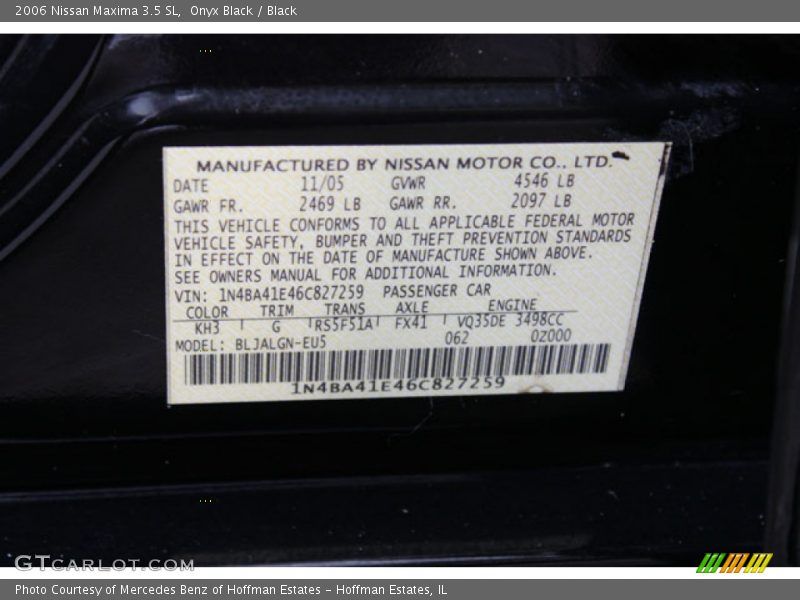 2006 Nissan Maxima 3.5 SL, Onyx Black / Black
MANUFACTURED BY NISSAN MOTOR CO., LTD.
DATE 11/05 GVWR 4546 LB
GAWR FR. 2469 LB GAWR RR. 2097 LB
THIS VEHICLE CONFORMS TO ALL APPLICABLE FEDERAL MOTOR
VEHICLE SAFETY, BUMPER AND THEFT PREVENTION STANDARDS
IN EFFECT ON THE DATE OF MANUFACTURE SHOWN ABOVE.
SEE OWNERS MANUAL FOR ADDITIONAL INFORMATION.
VIN: 1N4BA41E46C827259 PASSENGER CAR
COLOR TRIM TRANS AXLE ENGINE
KH3 G RS5F51A FX41 VQ35DE 3498CC
MODEL: BLJALGN-EU5 062 0Z000
1N4BA41E46C827259
GTcarlot.com
Photo Courtesy of Mercedes Benz of Hoffman Estates - Hoffman Estates, IL